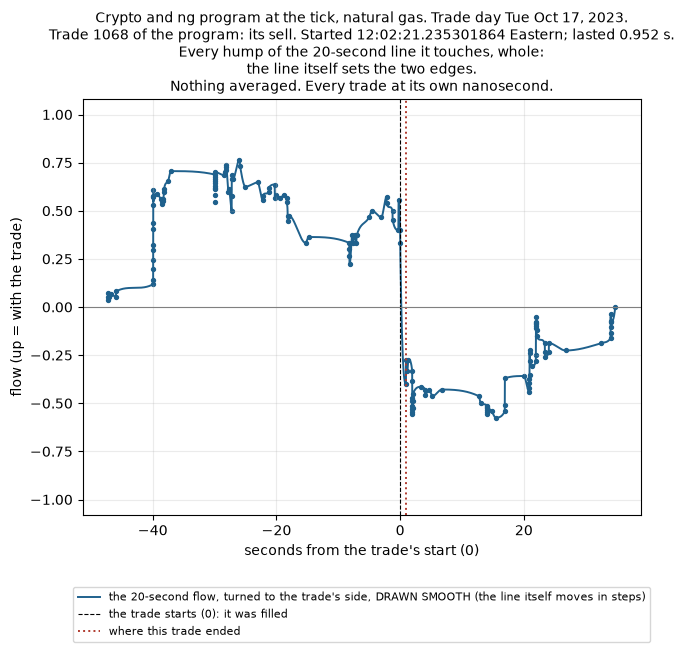 Crypto and ng program at the tick, natural gas. Trade day Tue Oct 17, 2023.
Trade 1068 of the program: its sell. Started 12:02:21.235301864 Eastern; lasted 0.952 s.
Every hump of the 20-second line it touches, whole:
the line itself sets the two edges.
Nothing averaged. Every trade at its own nanosecond.
1.00
0.75
0.50
0.25
0.00
−0.25
−0.50
−0.75
−1.00
flow (up = with the trade)
−40
−20
0
20
seconds from the trade's start (0)
the 20-second flow, turned to the trade's side, DRAWN SMOOTH (the line itself moves in steps)
the trade starts (0): it was filled
where this trade ended